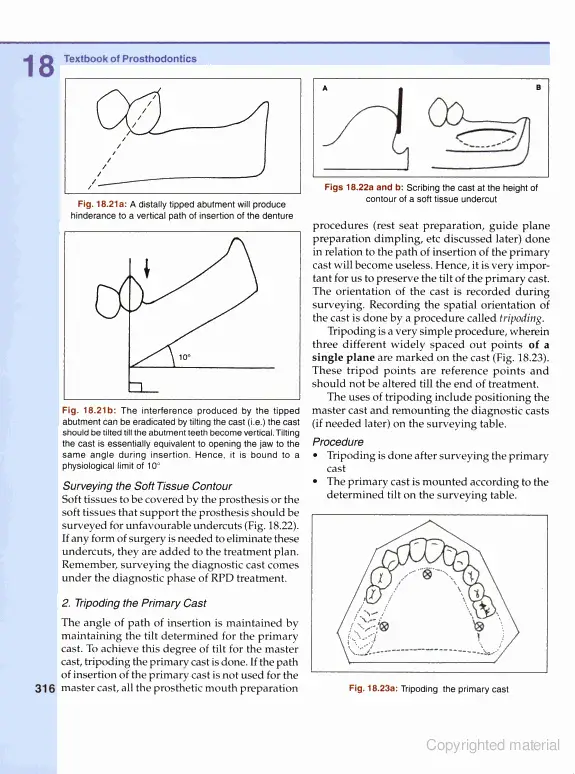 18
Textbook of Prosthodontics
Fig. 18.21a: A distally tipped abutment will produce
hinderance to a vertical path of insertion of the denture
10°
Fig. 18.21b: The interference produced by the tipped
abutment can be eradicated by tilting the cast (i.e.) the cast
should be tilted till the abutment teeth become vertical. Tilting
the cast is essentially equivalent to opening the jaw to the
same angle during insertion. Hence, it is bound to a
physiological limit of 10°
Surveying the Soft Tissue Contour
Soft tissues to be covered by the prosthesis or the
soft tissues that support the prosthesis should be
surveyed for unfavourable undercuts (Fig. 18.22).
If any form of surgery is needed to eliminate these
undercuts, they are added to the treatment plan.
Remember, surveying the diagnostic cast comes
under the diagnostic phase of RPD treatment.
2. Tripoding the Primary Cast
The angle of path of insertion is maintained by
maintaining the tilt determined for the primary
cast. To achieve this degree of tilt for the master
cast, tripoding the primary cast is done. If the path
of insertion of the primary cast is not used for the
master cast, all the prosthetic mouth preparation
316
A
B
Figs 18.22a and b: Scribing the cast at the height of
contour of a soft tissue undercut
procedures (rest seat preparation, guide plane
preparation dimpling, etc discussed later) done
in relation to the path of insertion of the primary
cast will become useless. Hence, it is very impor-
tant for us to preserve the tilt of the primary cast.
The orientation of the cast is recorded during
surveying. Recording the spatial orientation of
the cast is done by a procedure called tripoding.
Tripoding is a very simple procedure, wherein
three different widely spaced out points of a
single plane are marked on the cast (Fig. 18.23).
These tripod points are reference points and
should not be altered till the end of treatment.
The uses of tripoding include positioning the
master cast and remounting the diagnostic casts
(if needed later) on the surveying table.
Procedure
• Tripoding is done after surveying the primary
cast
• The primary cast is mounted according to the
determined tilt on the surveying table.
Fig. 18.23a: Tripoding the primary cast
Copyrighted material